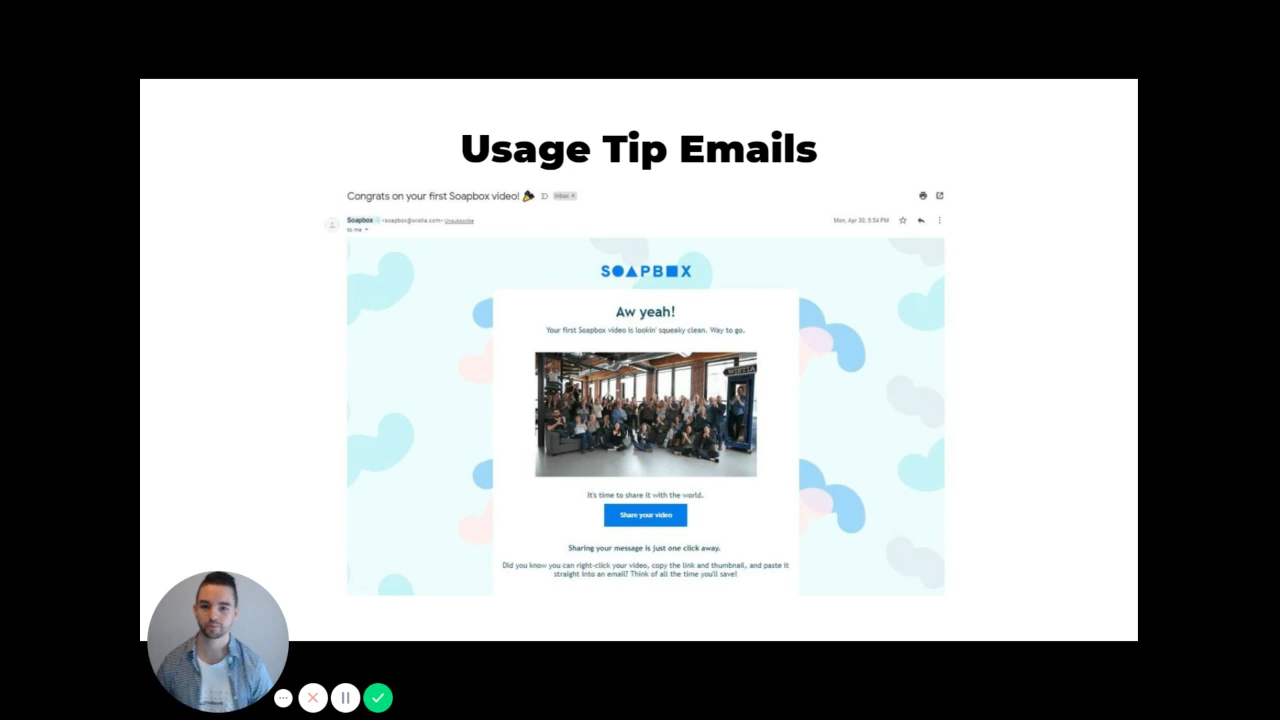 Usage Tip Emails
Congrats on your first Soapbox video!
Inbox ×
Soapbox <soapbox@wistia.com> Unsubscribe
Mon, Apr 30, 5:54 PM
to me
SOAPBOX
Aw yeah!
Your first Soapbox video is lookin' squeaky clean. Way to go.
WISTIA
It's time to share it with the world.
Share your video
Sharing your message is just one click away.
Did you know you can right-click your video, copy the link and thumbnail, and paste it
straight into an email? Think of all the time you'll save!